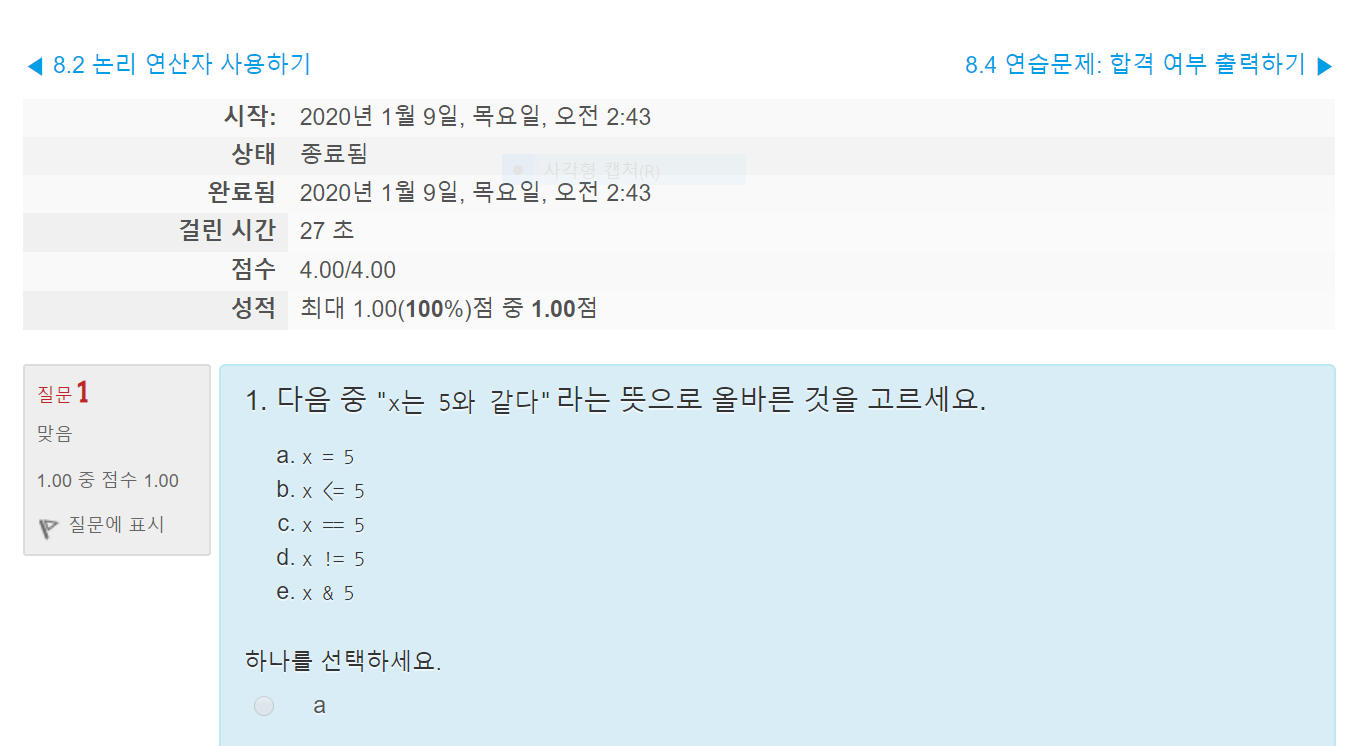 ◀ 8.2 논리 연산자 사용하기
8.4 연습문제: 합격 여부 출력하기 ▶
시작: 2020년 1월 9일, 목요일, 오전 2:43
상태 종료됨
사각형 캡처(R)
완료됨 2020년 1월 9일, 목요일, 오전 2:43
걸린 시간 27 초
점수 4.00/4.00
성적 최대 1.00(100%)점 중 1.00점
질문 1
맞음
1.00 중 점수 1.00
질문에 표시
1. 다음 중 "x는 5와 같다" 라는 뜻으로 올바른 것을 고르세요.
a. x = 5
b. x <= 5
c. x == 5
d. x != 5
e. x & 5
하나를 선택하세요.
a